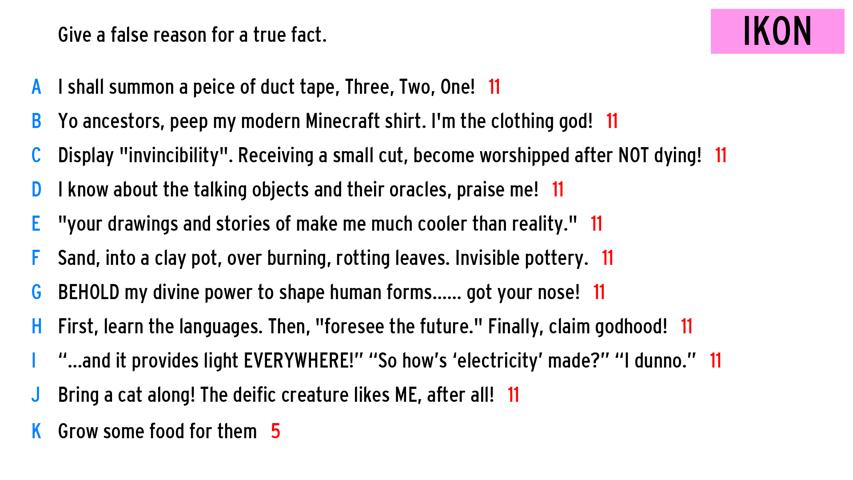 Give a false reason for a true fact.
IKON
A I shall summon a peice of duct tape, Three, Two, One! 11
B Yo ancestors, peep my modern Minecraft shirt. I'm the clothing god! 11
C Display "invincibility". Receiving a small cut, become worshipped after NOT dying! 11
D I know about the talking objects and their oracles, praise me! 11
E "your drawings and stories of make me much cooler than reality." 11
F Sand, into a clay pot, over burning, rotting leaves. Invisible pottery. 11
G BEHOLD my divine power to shape human forms...... got your nose! 11
H First, learn the languages. Then, "foresee the future." Finally, claim godhood! 11
I “...and it provides light EVERYWHERE!” “So how’s ‘electricity’ made?” “I dunno.” 11
J Bring a cat along! The deific creature likes ME, after all! 11
K Grow some food for them 5